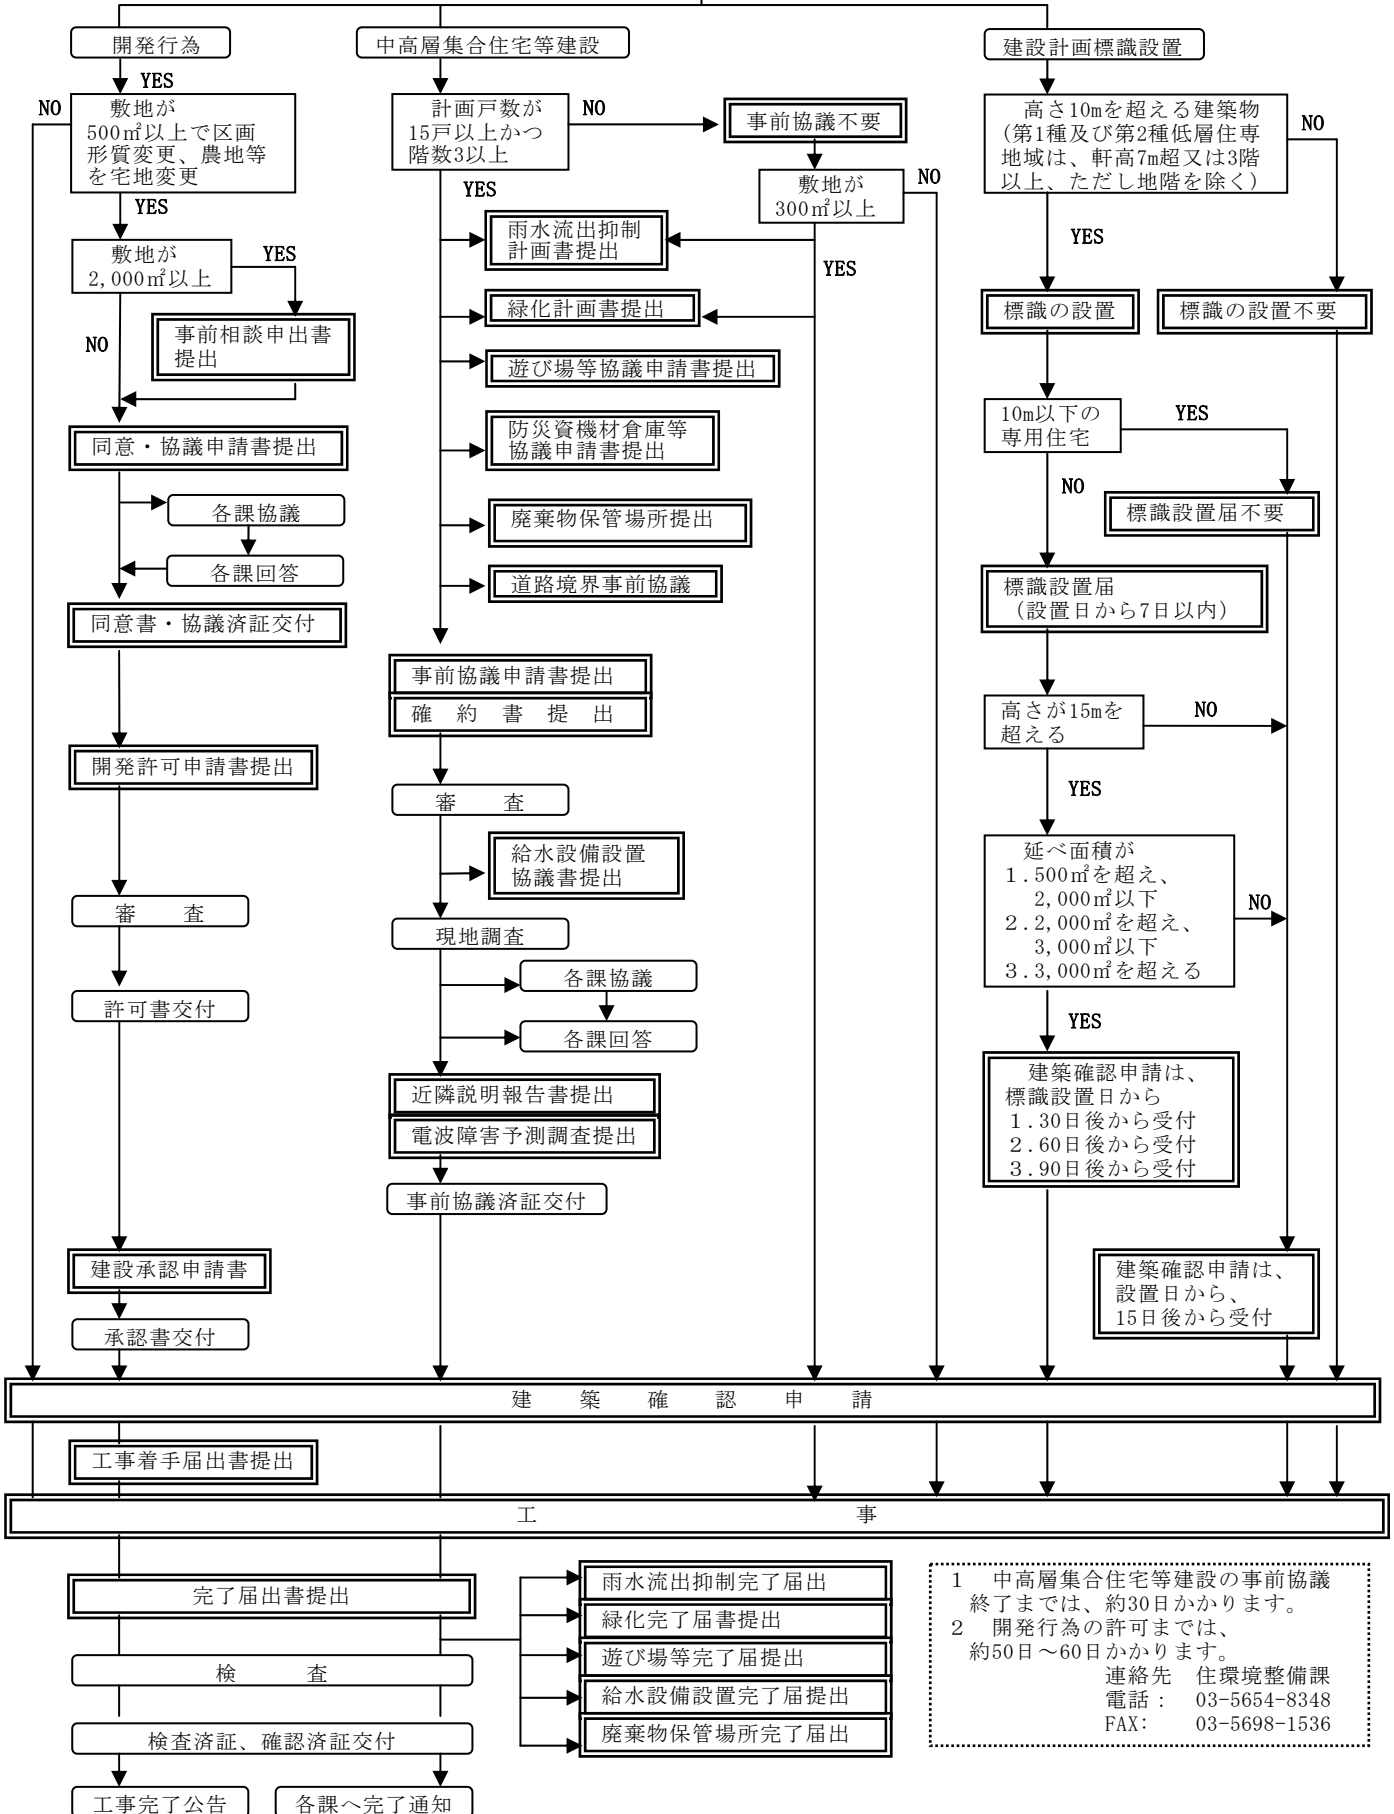 開発行為
YES
NO
敷地が
500㎡以上で区画
形質変更、農地等
を宅地変更
YES
敷地が
2,000㎡以上
YES
事前相談申出書
提出
NO
同意・協議申請書提出
各課協議
各課回答
同意書・協議済証交付
開発許可申請書提出
審　　査
許可書交付
建設承認申請書
承認書交付
中高層集合住宅等建設
計画戸数が
15戸以上かつ
階数3以上
NO
事前協議不要
YES
敷地が
300㎡以上
NO
YES
雨水流出抑制
計画書提出
緑化計画書提出
遊び場等協議申請書提出
防災資機材倉庫等
協議申請書提出
廃棄物保管場所提出
道路境界事前協議
事前協議申請書提出
確　約　書　提　出
審　　査
給水設備設置
協議書提出
現地調査
各課協議
各課回答
近隣説明報告書提出
電波障害予測調査提出
事前協議済証交付
建設計画標識設置
高さ10mを超える建築物
(第1種及び第2種低層住専
地域は、軒高7m超又は3階
以上、ただし地階を除く)
NO
YES
標識の設置
標識の設置不要
10m以下の
専用住宅
YES
NO
標識設置届不要
標識設置届
(設置日から7日以内)
高さが15mを
超える
NO
YES
延べ面積が
1.500㎡を超え、
2,000㎡以下
2.2,000㎡を超え、
3,000㎡以下
3.3,000㎡を超える
NO
YES
建築確認申請は、
標識設置日から
1.30日後から受付
2.60日後から受付
3.90日後から受付
建築確認申請は、
設置日から、
15日後から受付
建　築　確　認　申　請
工事着手届出書提出
工　　　　事
完了届出書提出
検　　査
検査済証、確認済証交付
工事完了公告
各課へ完了通知
雨水流出抑制完了届出
緑化完了届書提出
遊び場等完了届提出
給水設備設置完了届提出
廃棄物保管場所完了届出
1　中高層集合住宅等建設の事前協議
終了までは、約30日かかります。
2　開発行為の許可までは、
約50日～60日かかります。
連絡先　住環境整備課
電話：　03-5654-8348
FAX:　03-5698-1536